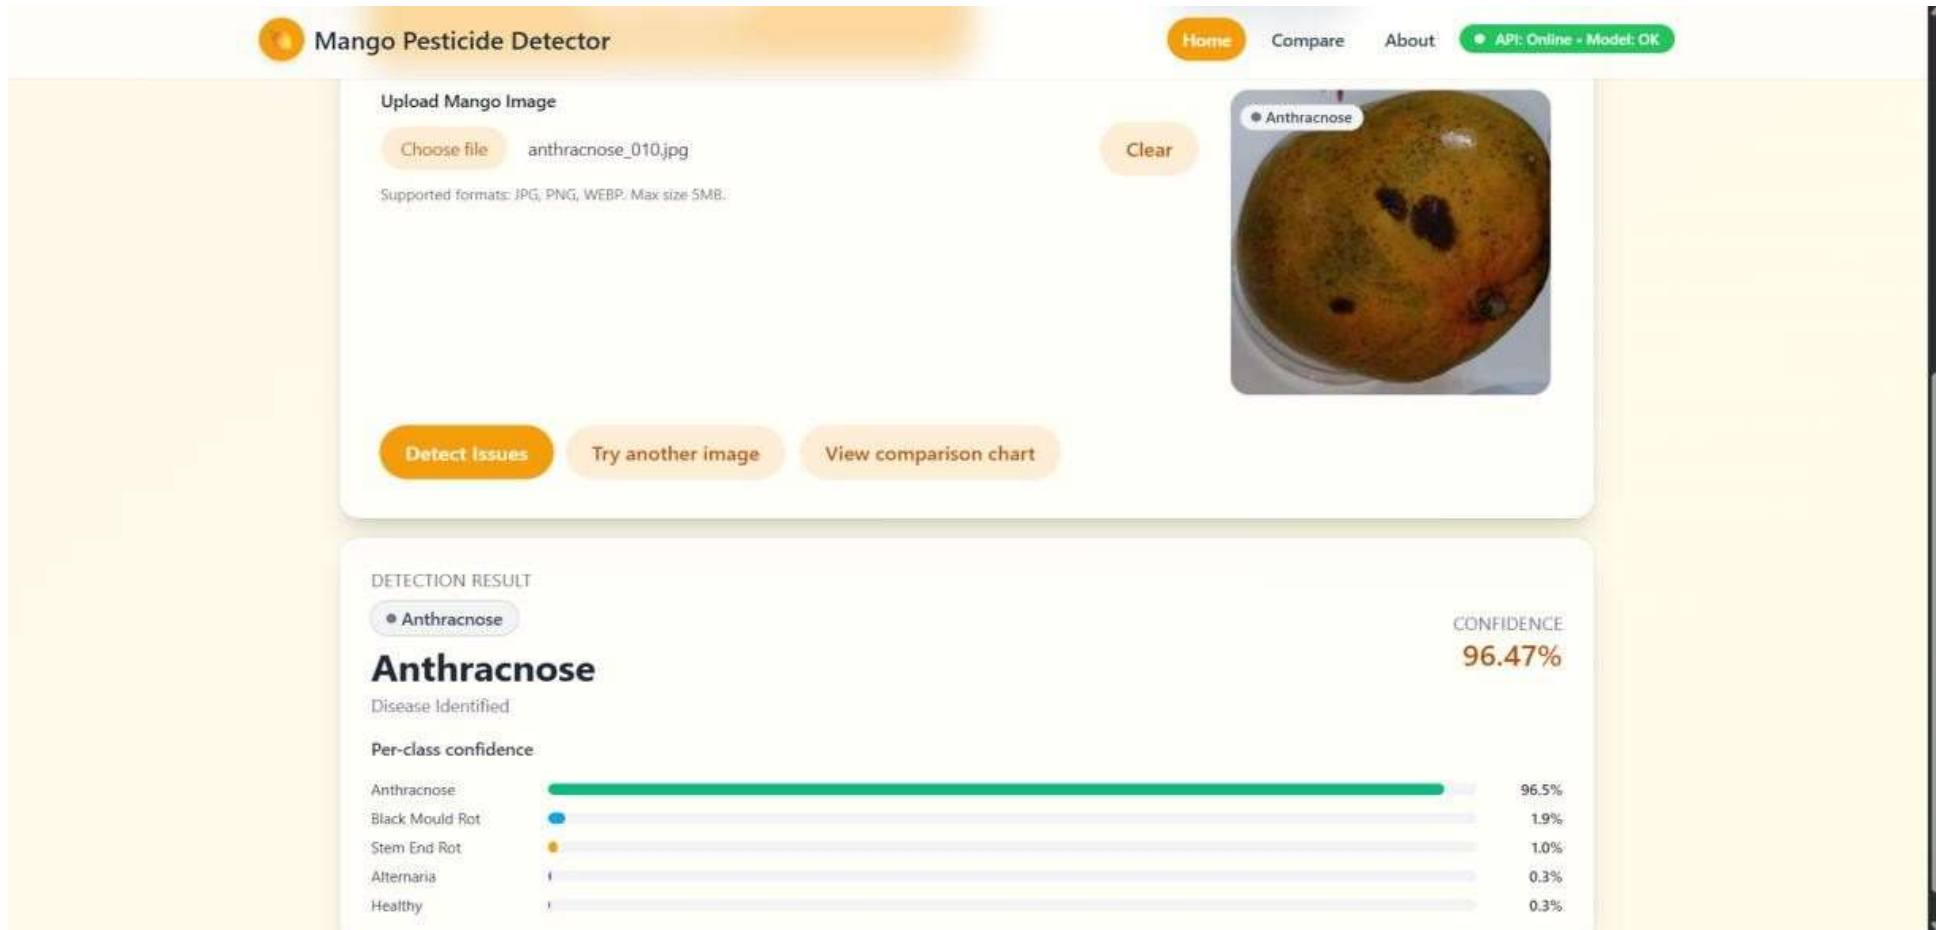 Mango Pesticide Detector
Home Compare About API: Online - Model: OK
Upload Mango Image
Choose file anthracnose_010.jpg
Clear
Supported formats: JPG, PNG, WEBP. Max size 5MB.
Anthracnose
Detect Issues Try another image View comparison chart
DETECTION RESULT
Anthracnose
CONFIDENCE
96.47%
Anthracnose
Disease Identified
Per-class confidence
Anthracnose 96.5%
Black Mould Rot 1.9%
Stem End Rot 1.0%
Alternaria 0.3%
Healthy 0.3%